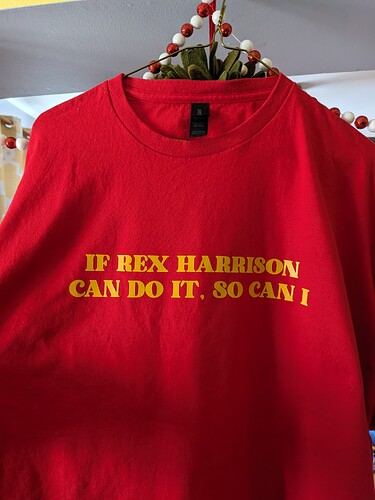 IF REX HARRISON
CAN DO IT, SO CAN I